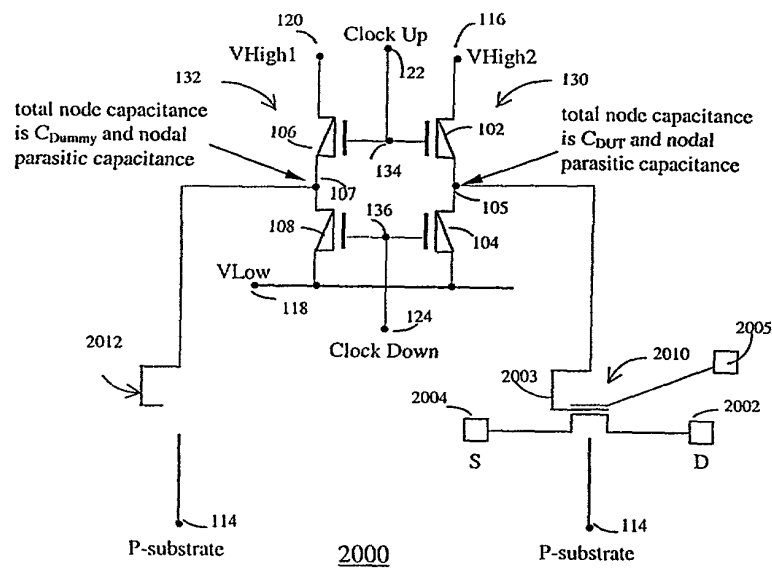 120
Clock Up
116
VHigh1
122
VHigh2
132
130
total node capacitance
is C_Dummy and nodal
parasitic capacitance
total node capacitance
is C_DUT and nodal
parasitic capacitance
106
102
134
107
105
108
136
104
VLow
118
124
Clock Down
2012
2005
2003
2010
2004
2002
S
D
114
114
P-substrate
2000
P-substrate